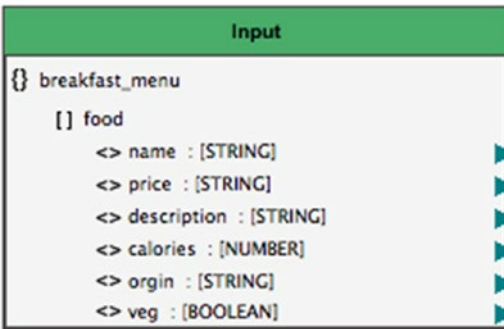 Input
{} breakfast_menu
[] food
<> name : [STRING]
<> price : [STRING]
<> description : [STRING]
<> calories : [NUMBER]
<> orgin : [STRING]
<> veg : [BOOLEAN]